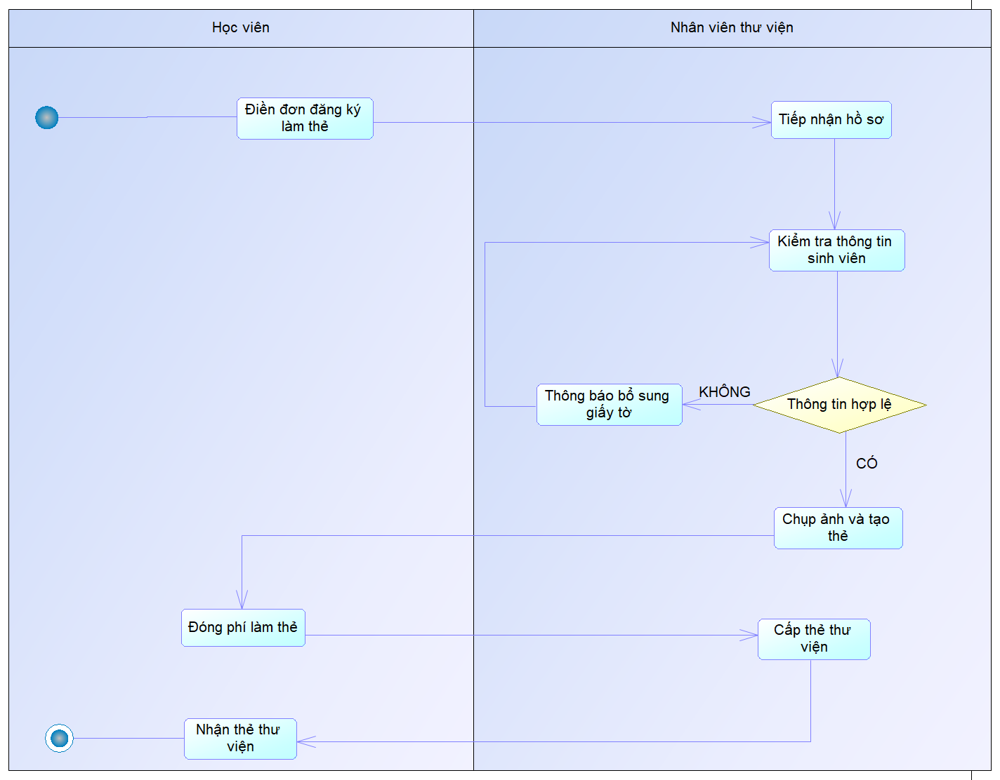 Học viên
Nhân viên thư viện
Điền đơn đăng ký
làm thẻ
Tiếp nhận hồ sơ
Kiểm tra thông tin
sinh viên
Thông báo bổ sung
giấy tờ
KHÔNG
Thông tin hợp lệ
CÓ
Chụp ảnh và tạo
thẻ
Đóng phí làm thẻ
Cấp thẻ thư
viện
Nhận thẻ thư
viện